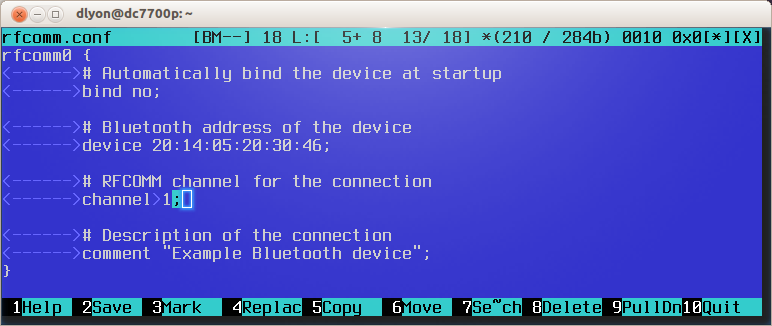 dlyon@dc7700p: ~
rfcomm.conf [BM--] 18 L:[ 5+ 8 13/ 18] *(210 / 284b) 0010 0x0[*][X]
rfcomm0 {
<------># Automatically bind the device at startup
<------>bind no;
<------># Bluetooth address of the device
<------>device 20:14:05:20:30:46;
<------># RFCOMM channel for the connection
<------>channel>1;
<------># Description of the connection
<------>comment "Example Bluetooth device";
}
1Help 2Save 3Mark 4Replac 5Copy 6Move 7Se~ch 8Delete 9PullDn 10Quit